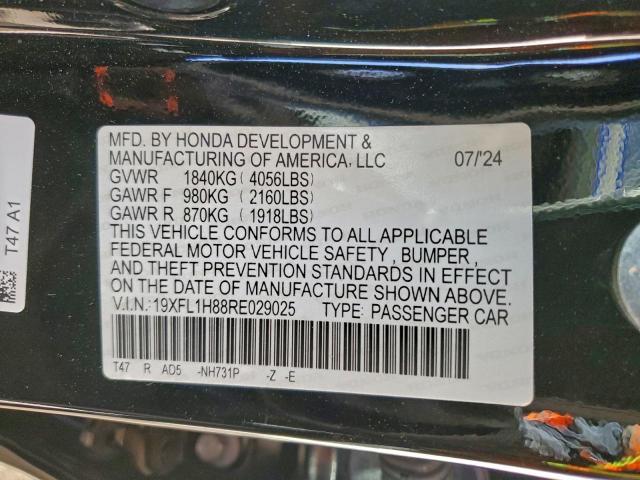 MFD. BY HONDA DEVELOPMENT &
MANUFACTURING OF AMERICA, LLC 07/'24
GVWR 1840KG (4056LBS)
GAWR F 980KG (2160LBS)
GAWR R 870KG (1918LBS)
THIS VEHICLE CONFORMS TO ALL APPLICABLE
FEDERAL MOTOR VEHICLE SAFETY , BUMPER ,
AND THEFT PREVENTION STANDARDS IN EFFECT
ON THE DATE OF MANUFACTURE SHOWN ABOVE.
V.I.N.: 19XFL1H88RE029025 TYPE: PASSENGER CAR
T47 R AD5 -NH731P -Z -E
T47 A1